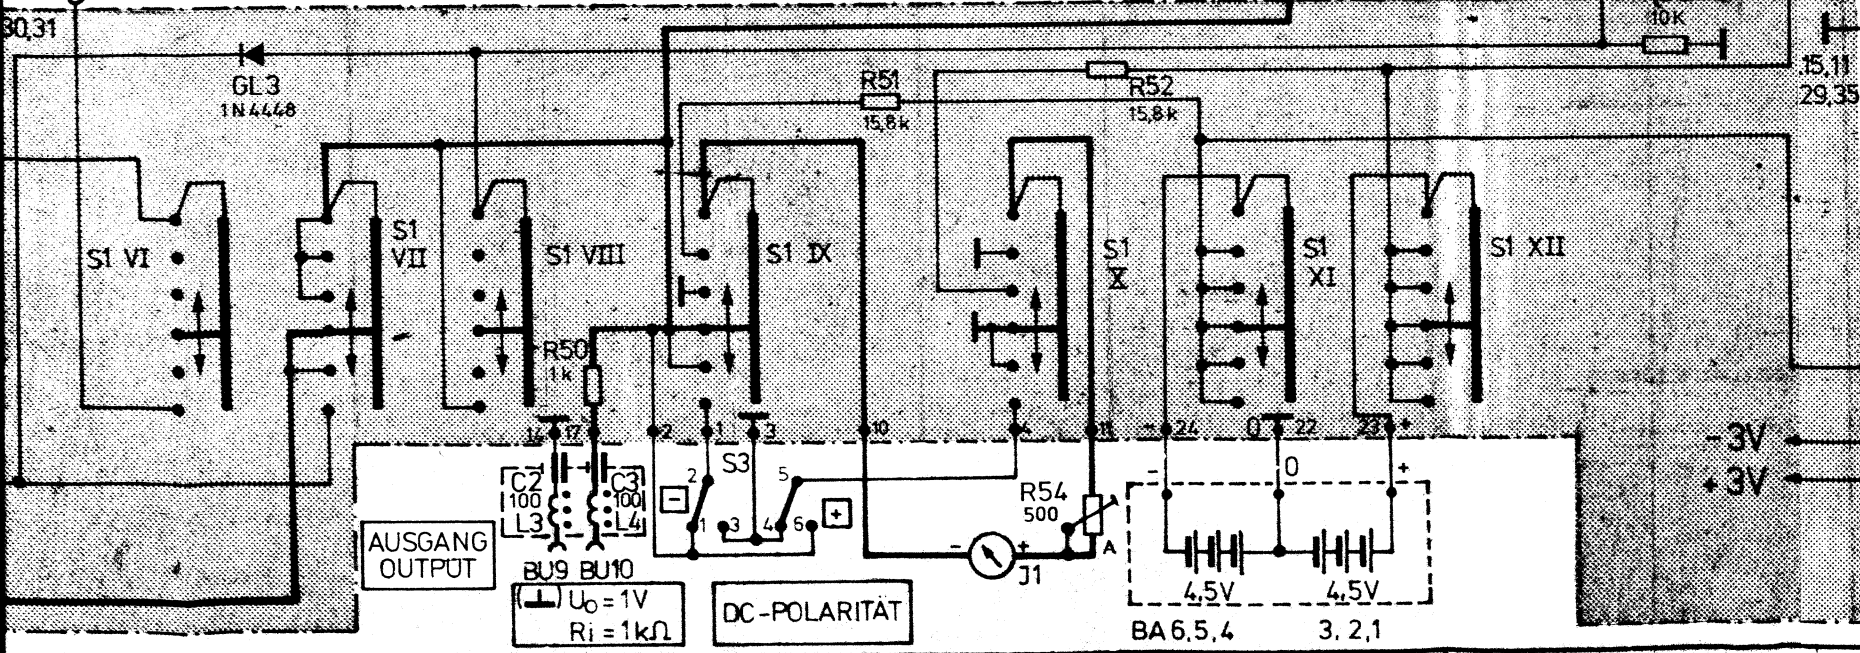 30,31
10K
15,11
29,35
GL3
1N4448
R51
15,8k
R52
15,8k
S1 VI
S1
VII
S1 VIII
S1 IX
S1
X
S1
XI
S1 XII
R50
1k
14 17 2 1 3 10 4 11 - 24 0 22 23 +
-3V
+3V
C2
100
L3
C3
100
L4
S3
2
-
1
3
5
4
6
+
R54
500
A
- +
J1
- 0 +
4,5V 4,5V
BA 6,5,4 3,2,1
AUSGANG
OUTPUT
BU9 BU10
(⊥) U₀ = 1V
Ri = 1kΩ
DC-POLARITÄT